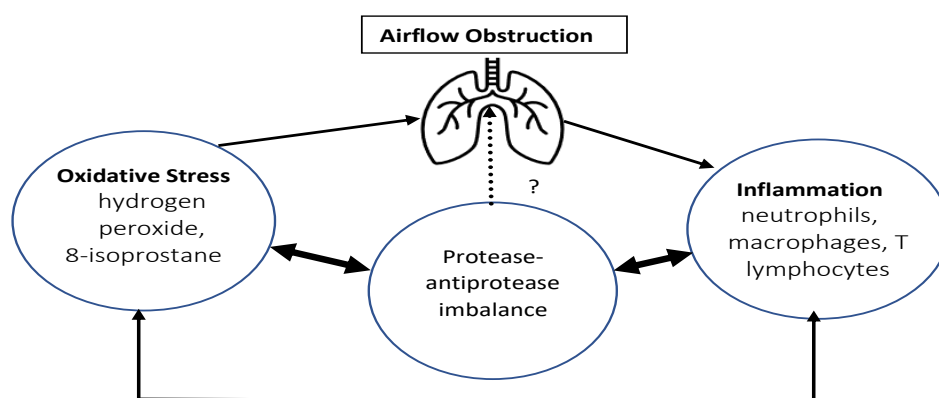 Airflow Obstruction
Oxidative Stress
hydrogen
peroxide,
8-isoprostane
?
Protease-
antiprotease
imbalance
Inflammation
neutrophils,
macrophages, T
lymphocytes